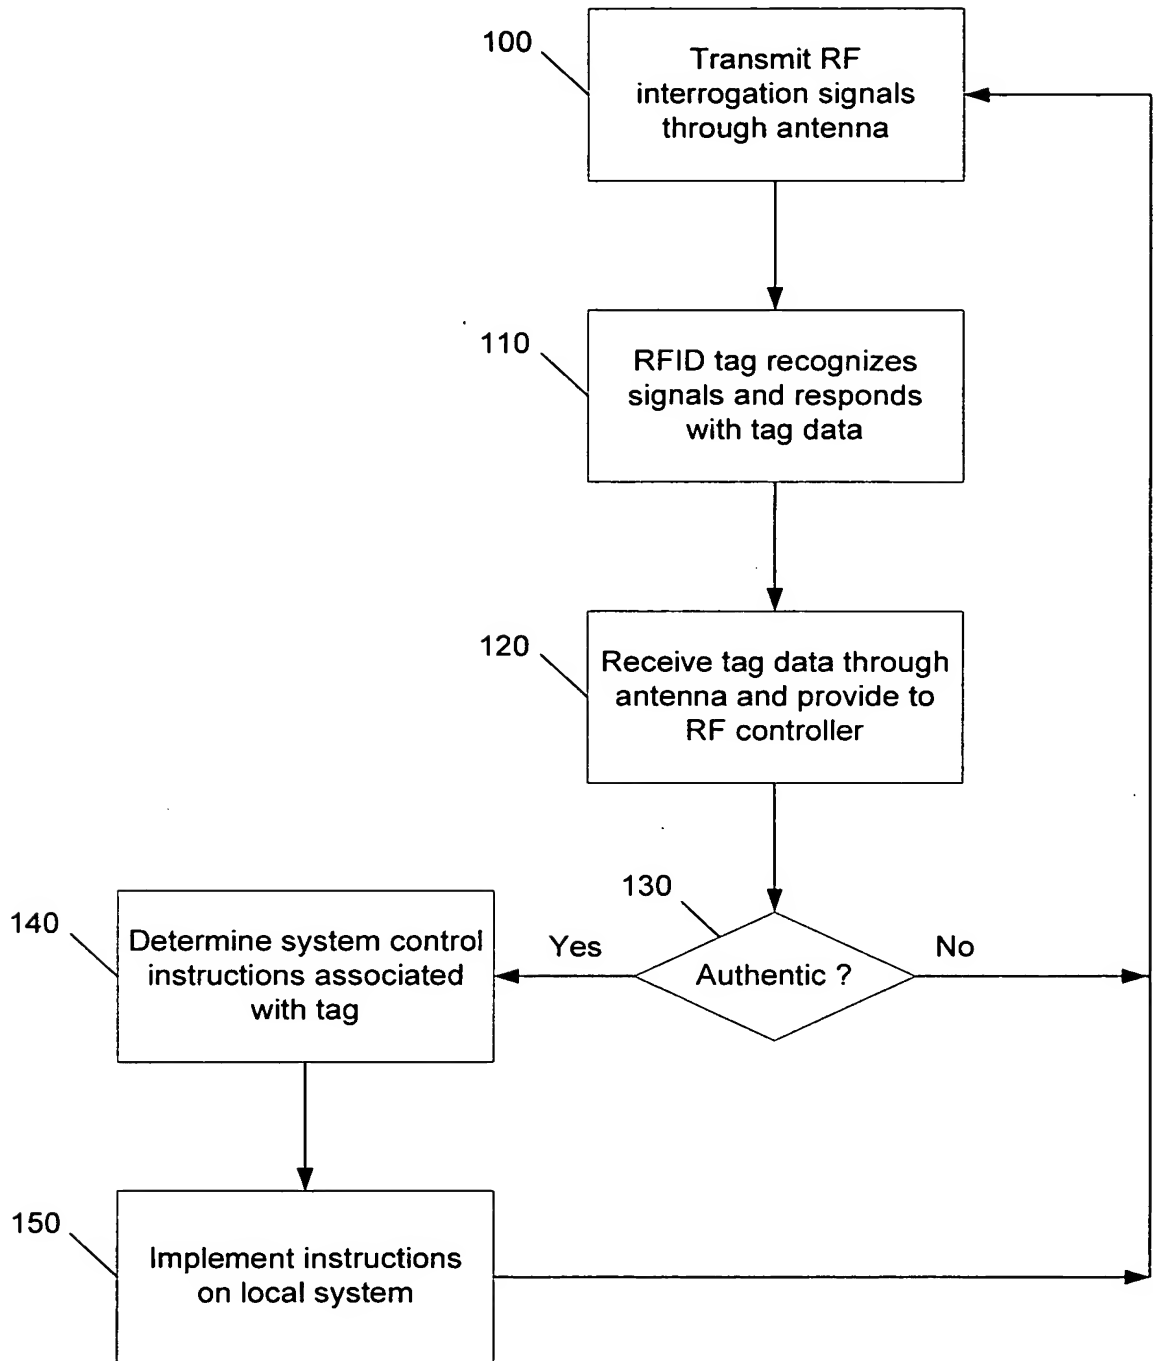 100
Transmit RF
interrogation signals
through antenna
110
RFID tag recognizes
signals and responds
with tag data
120
Receive tag data through
antenna and provide to
RF controller
130
Authentic ?
Yes
No
140
Determine system control
instructions associated
with tag
150
Implement instructions
on local system